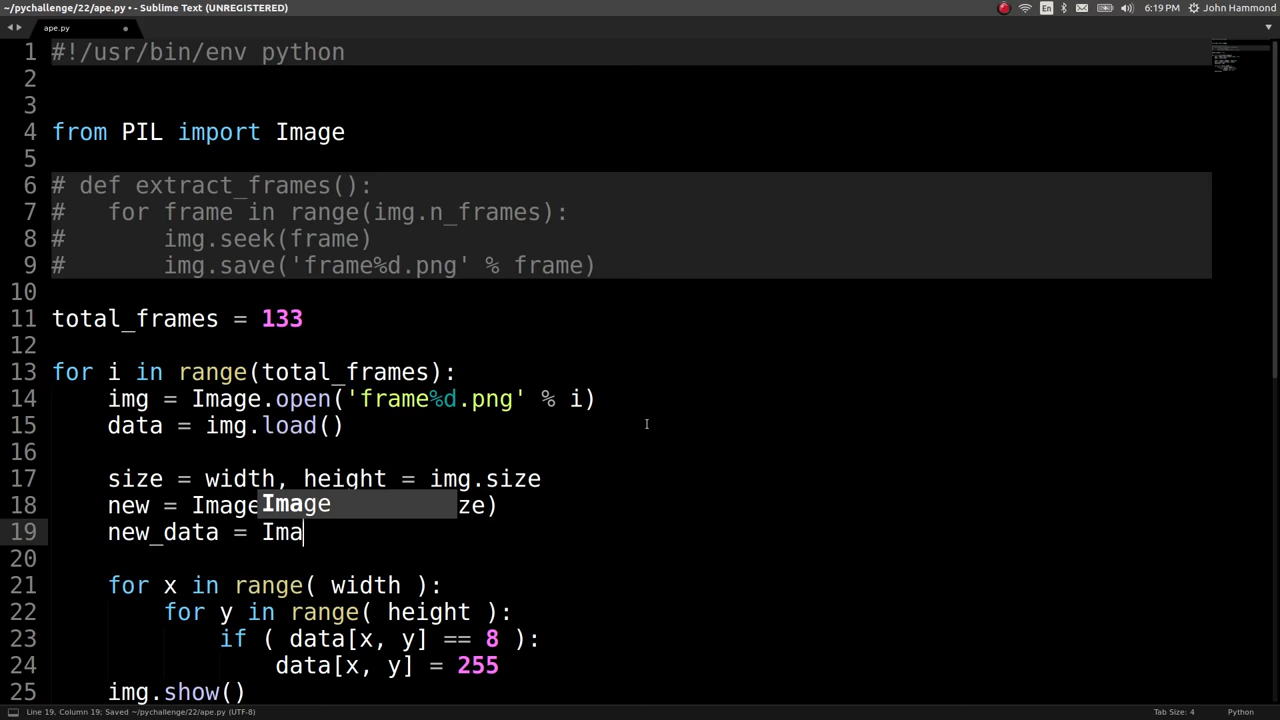 ~/pychallenge/22/ape.py • - Sublime Text (UNREGISTERED)
En
6:19 PM
John Hammond
ape.py
1 #!/usr/bin/env python
2
3
4 from PIL import Image
5
6 # def extract_frames():
7 #   for frame in range(img.n_frames):
8 #       img.seek(frame)
9 #       img.save('frame%d.png' % frame)
10
11 total_frames = 133
12
13 for i in range(total_frames):
14     img = Image.open('frame%d.png' % i)
15     data = img.load()
16
17     size = width, height = img.size
18     new = Image ze)
Image
19     new_data = Ima
20
21     for x in range( width ):
22         for y in range( height ):
23             if ( data[x, y] == 8 ):
24                 data[x, y] = 255
25     img.show()
Line 19, Column 19; Saved ~/pychallenge/22/ape.py (UTF-8)
Tab Size: 4
Python